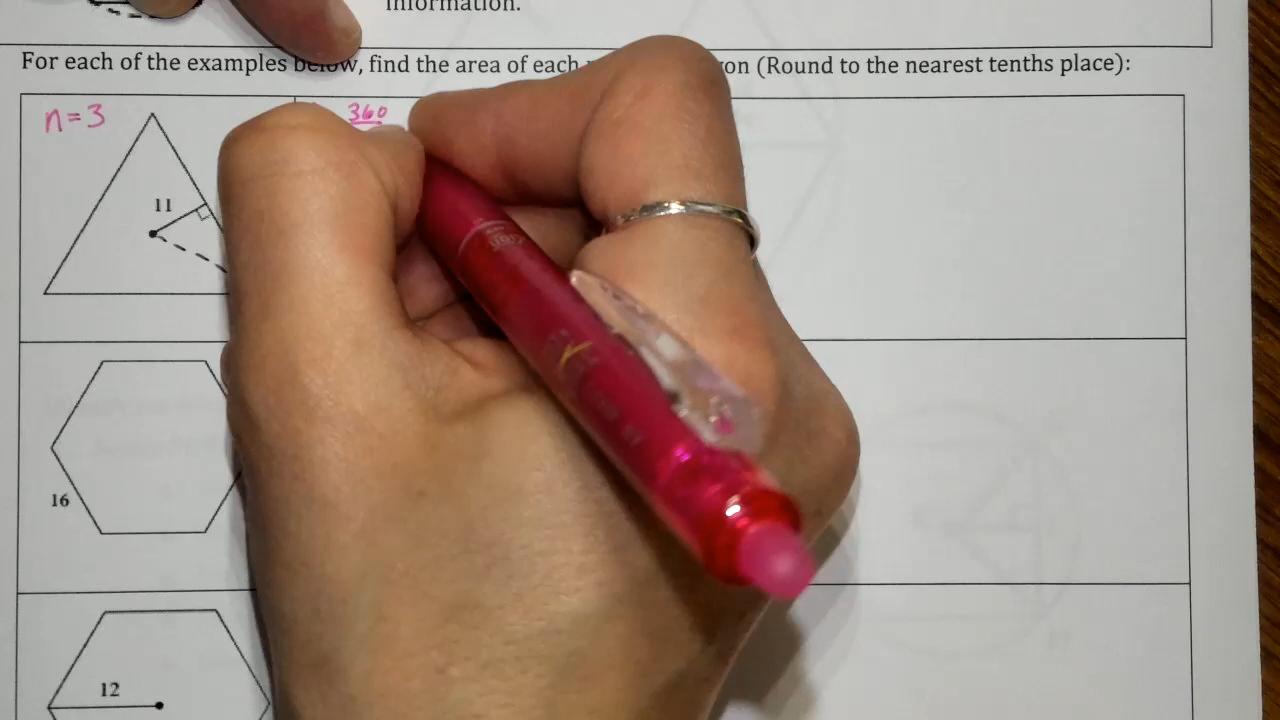 information.
For each of the examples below, find the area of each on (Round to the nearest tenths place):
n=3
360
11
16
12